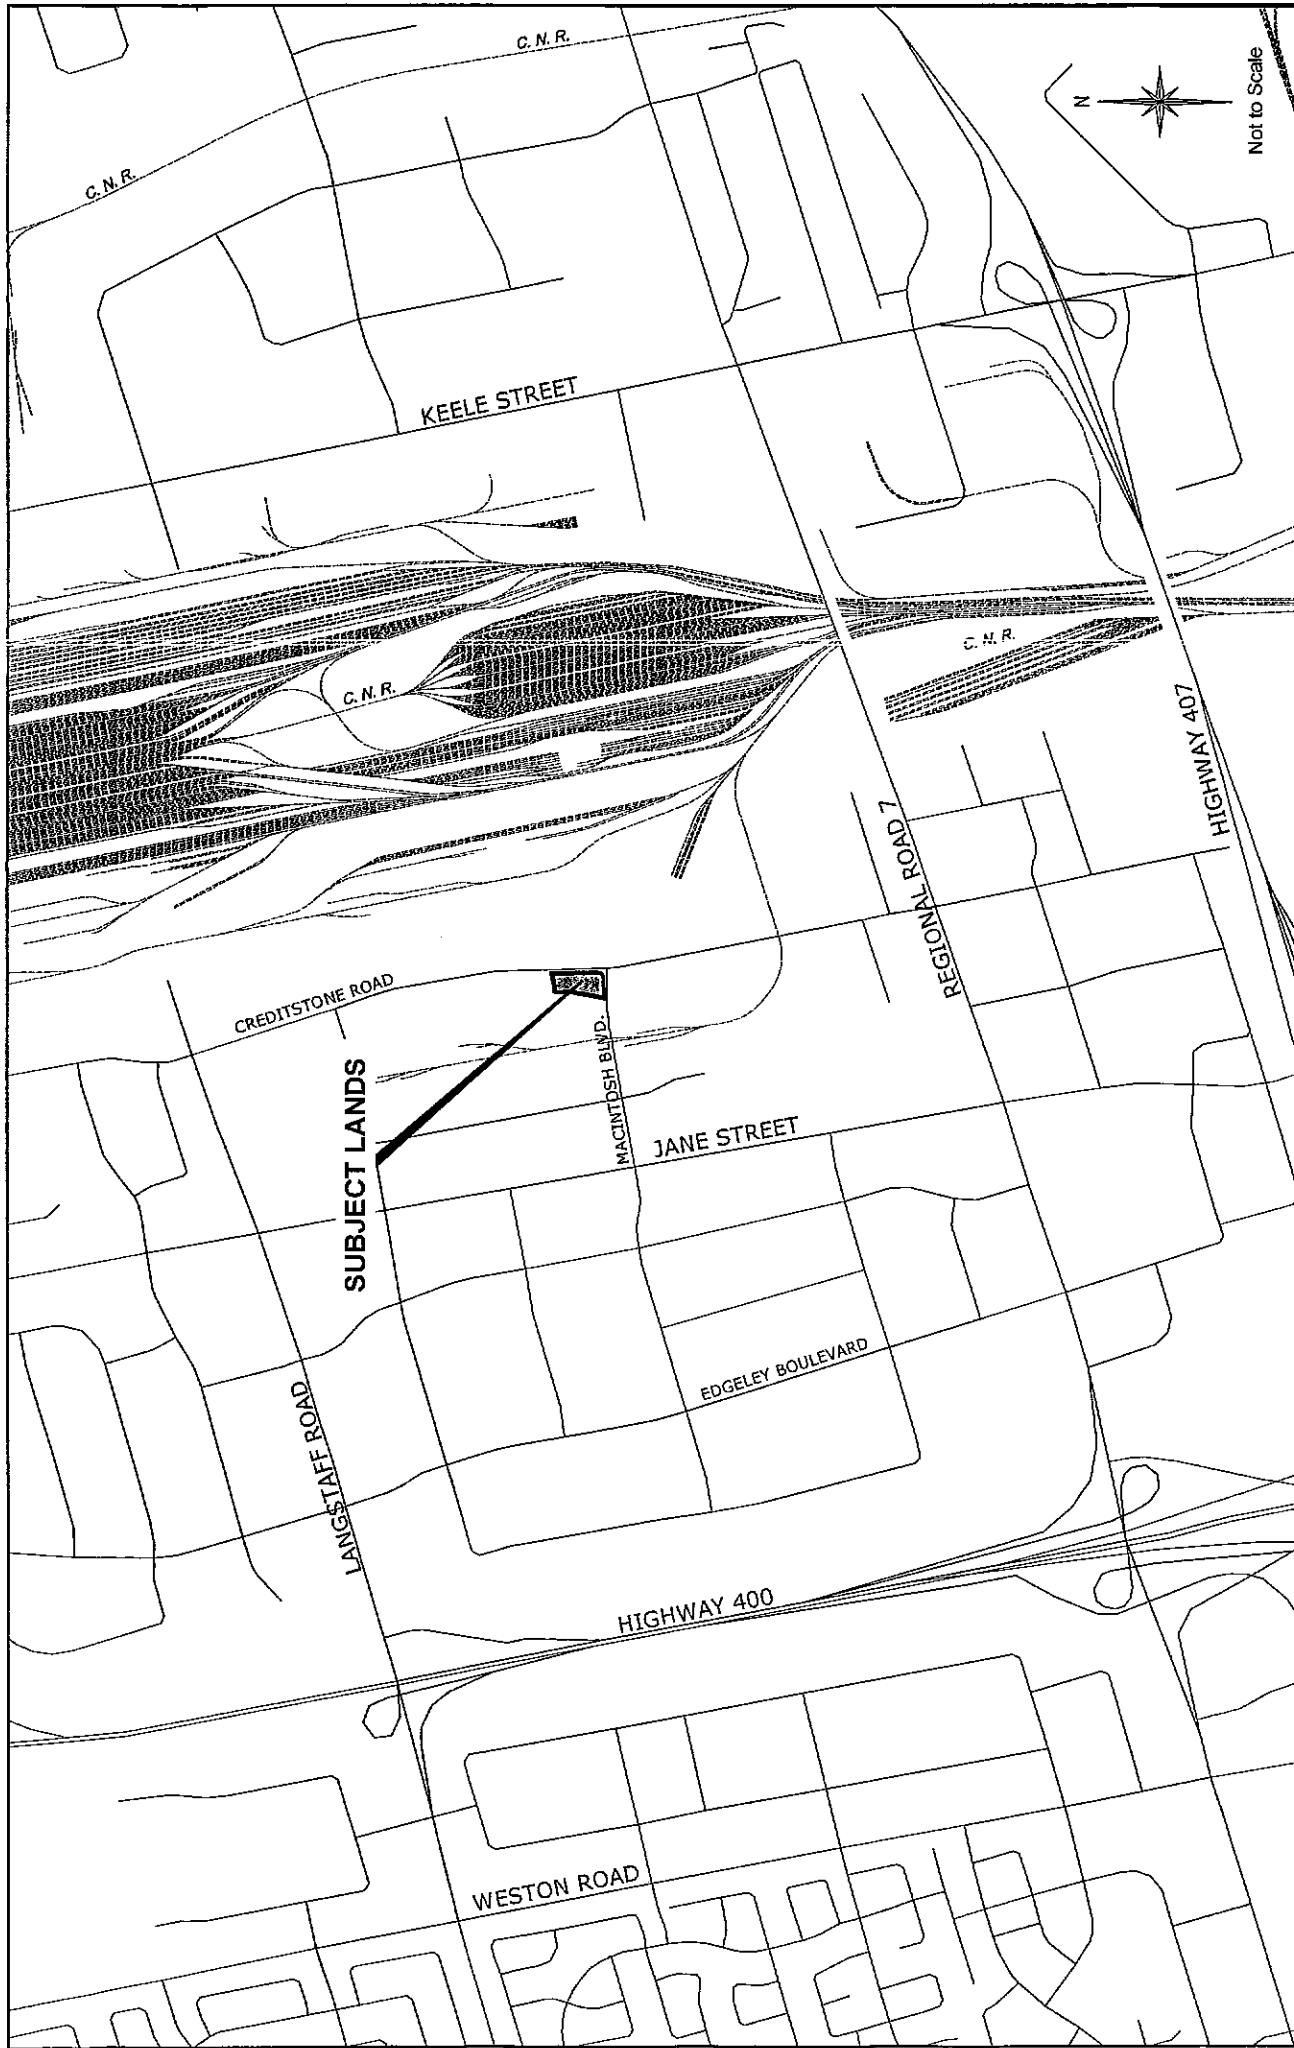 C. N. R.
C. N. R.
N
Not to Scale
KEELE STREET
C. N. R.
C. N. R.
HIGHWAY 407
REGIONAL ROAD 7
CREDITSTONE ROAD
MACINTOSH BLVD.
SUBJECT LANDS
JANE STREET
EDGELEY BOULEVARD
LANGSTAFF ROAD
HIGHWAY 400
WESTON ROAD